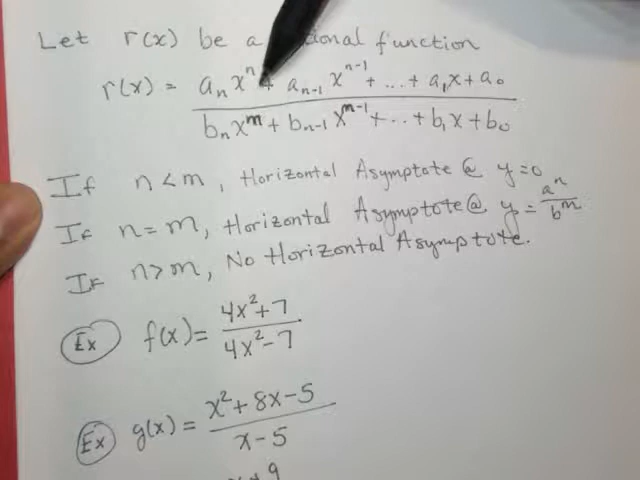 Let r(x) be a ional function
r(x) = aₙxⁿ + aₙ₋₁xⁿ⁻¹ + ... + a₁x + a₀
bₙxᵐ + bₙ₋₁xᵐ⁻¹ + ... + b₁x + b₀
If n < m, Horizontal Asymptote @ y = 0
If n = m, Horizontal Asymptote @ y = aⁿ/bᵐ
If n > m, No Horizontal Asymptote.
Ex f(x) = 4x² + 7 / 4x² - 7
Ex g(x) = x² + 8x - 5 / x - 5